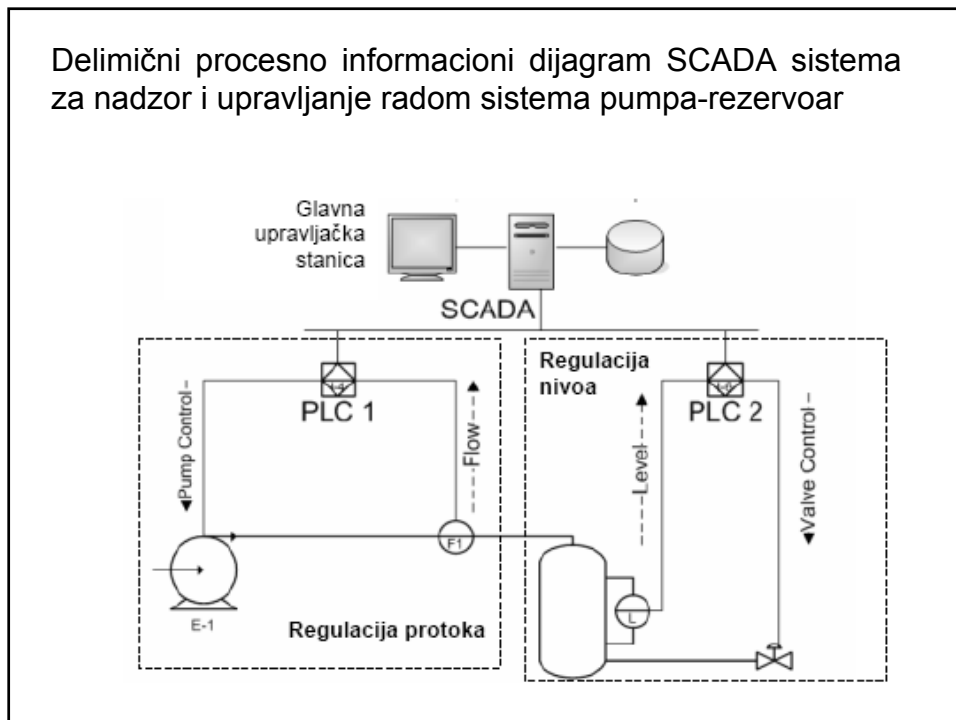 Delimični procesno informacioni dijagram SCADA sistema
za nadzor i upravljanje radom sistema pumpa-rezervoar
Glavna
upravljačka
stanica
SCADA
Regulacija
nivoa
PLC 1
PLC 2
Pump Control
Flow
Level
Valve Control
F1
L
E-1
Regulacija protoka